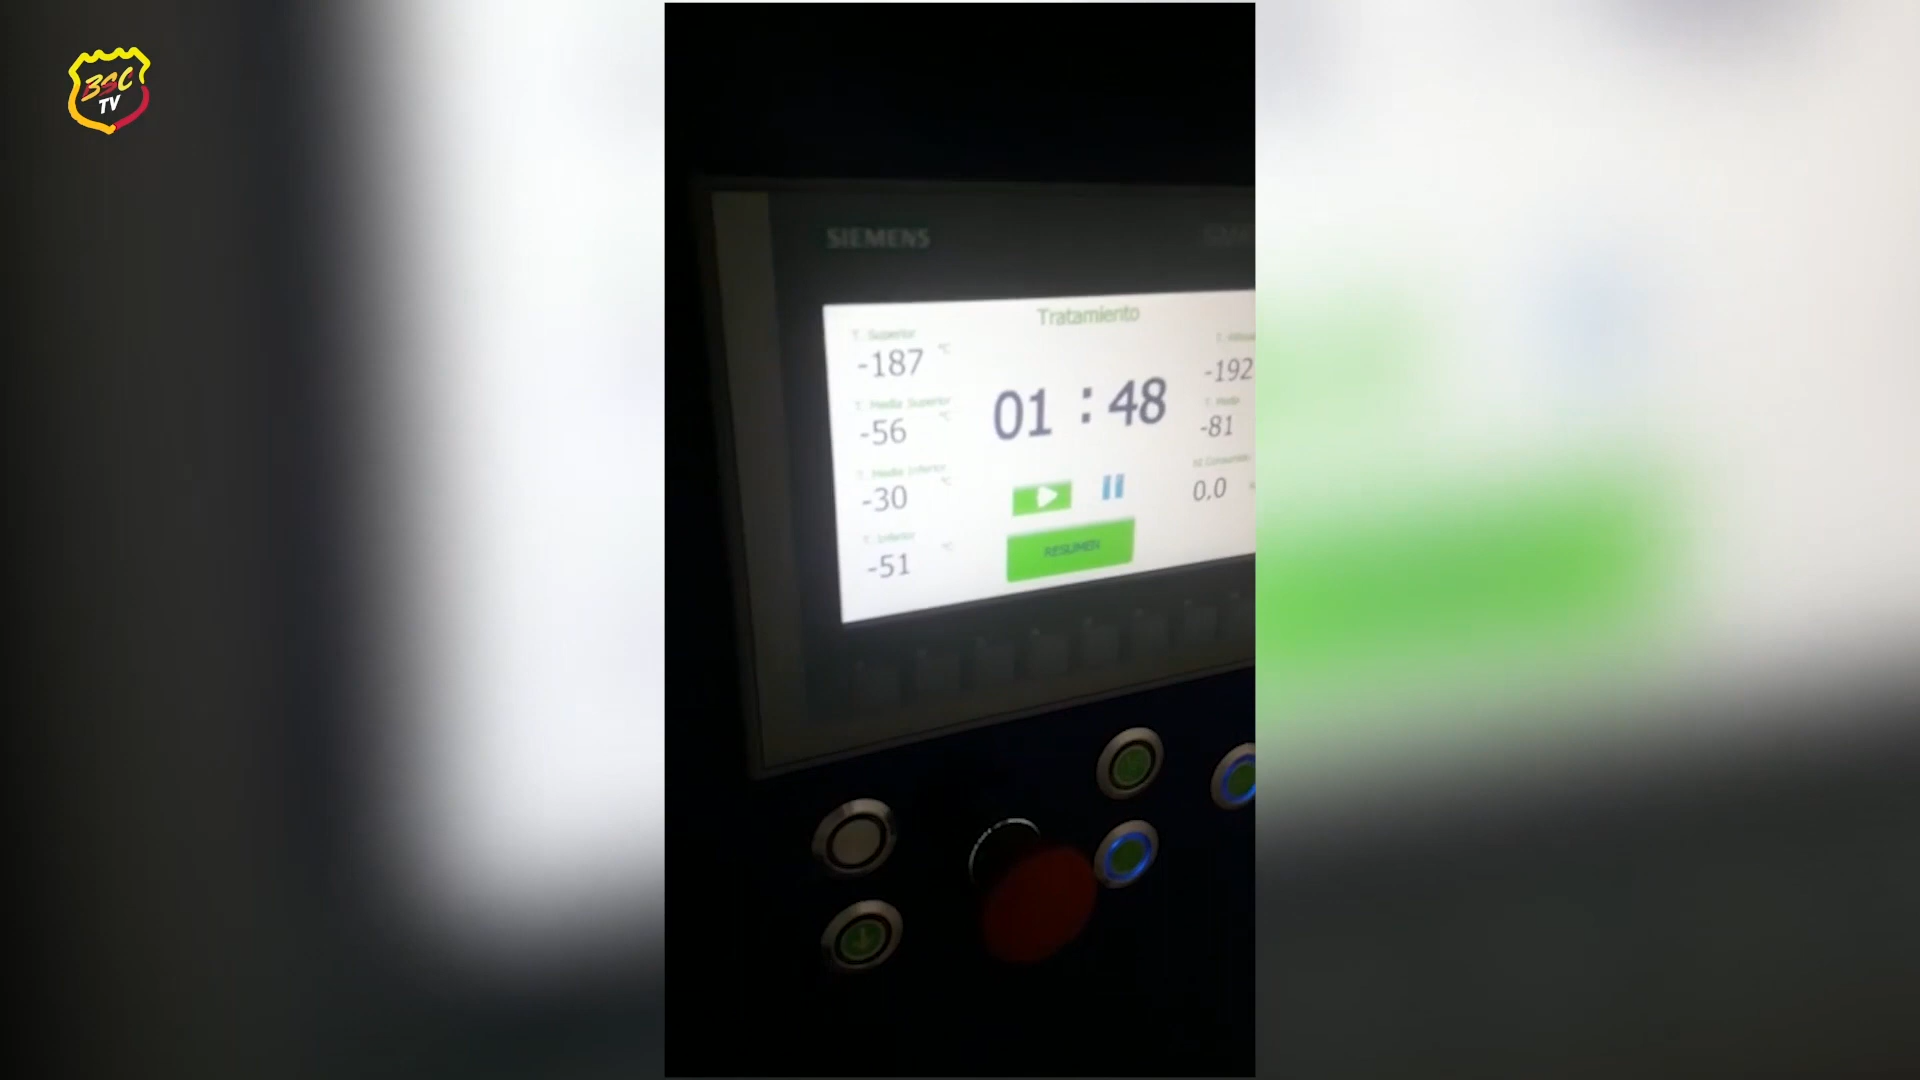 BSC
TV
SIEMENS
Tratamiento
T. Superior
-187 °C
T. Media Superior
-56 °C
T. Media Inferior
-30 °C
T. Inferior
-51 °C
01 : 48
RESUMEN
-192
-81
0,0